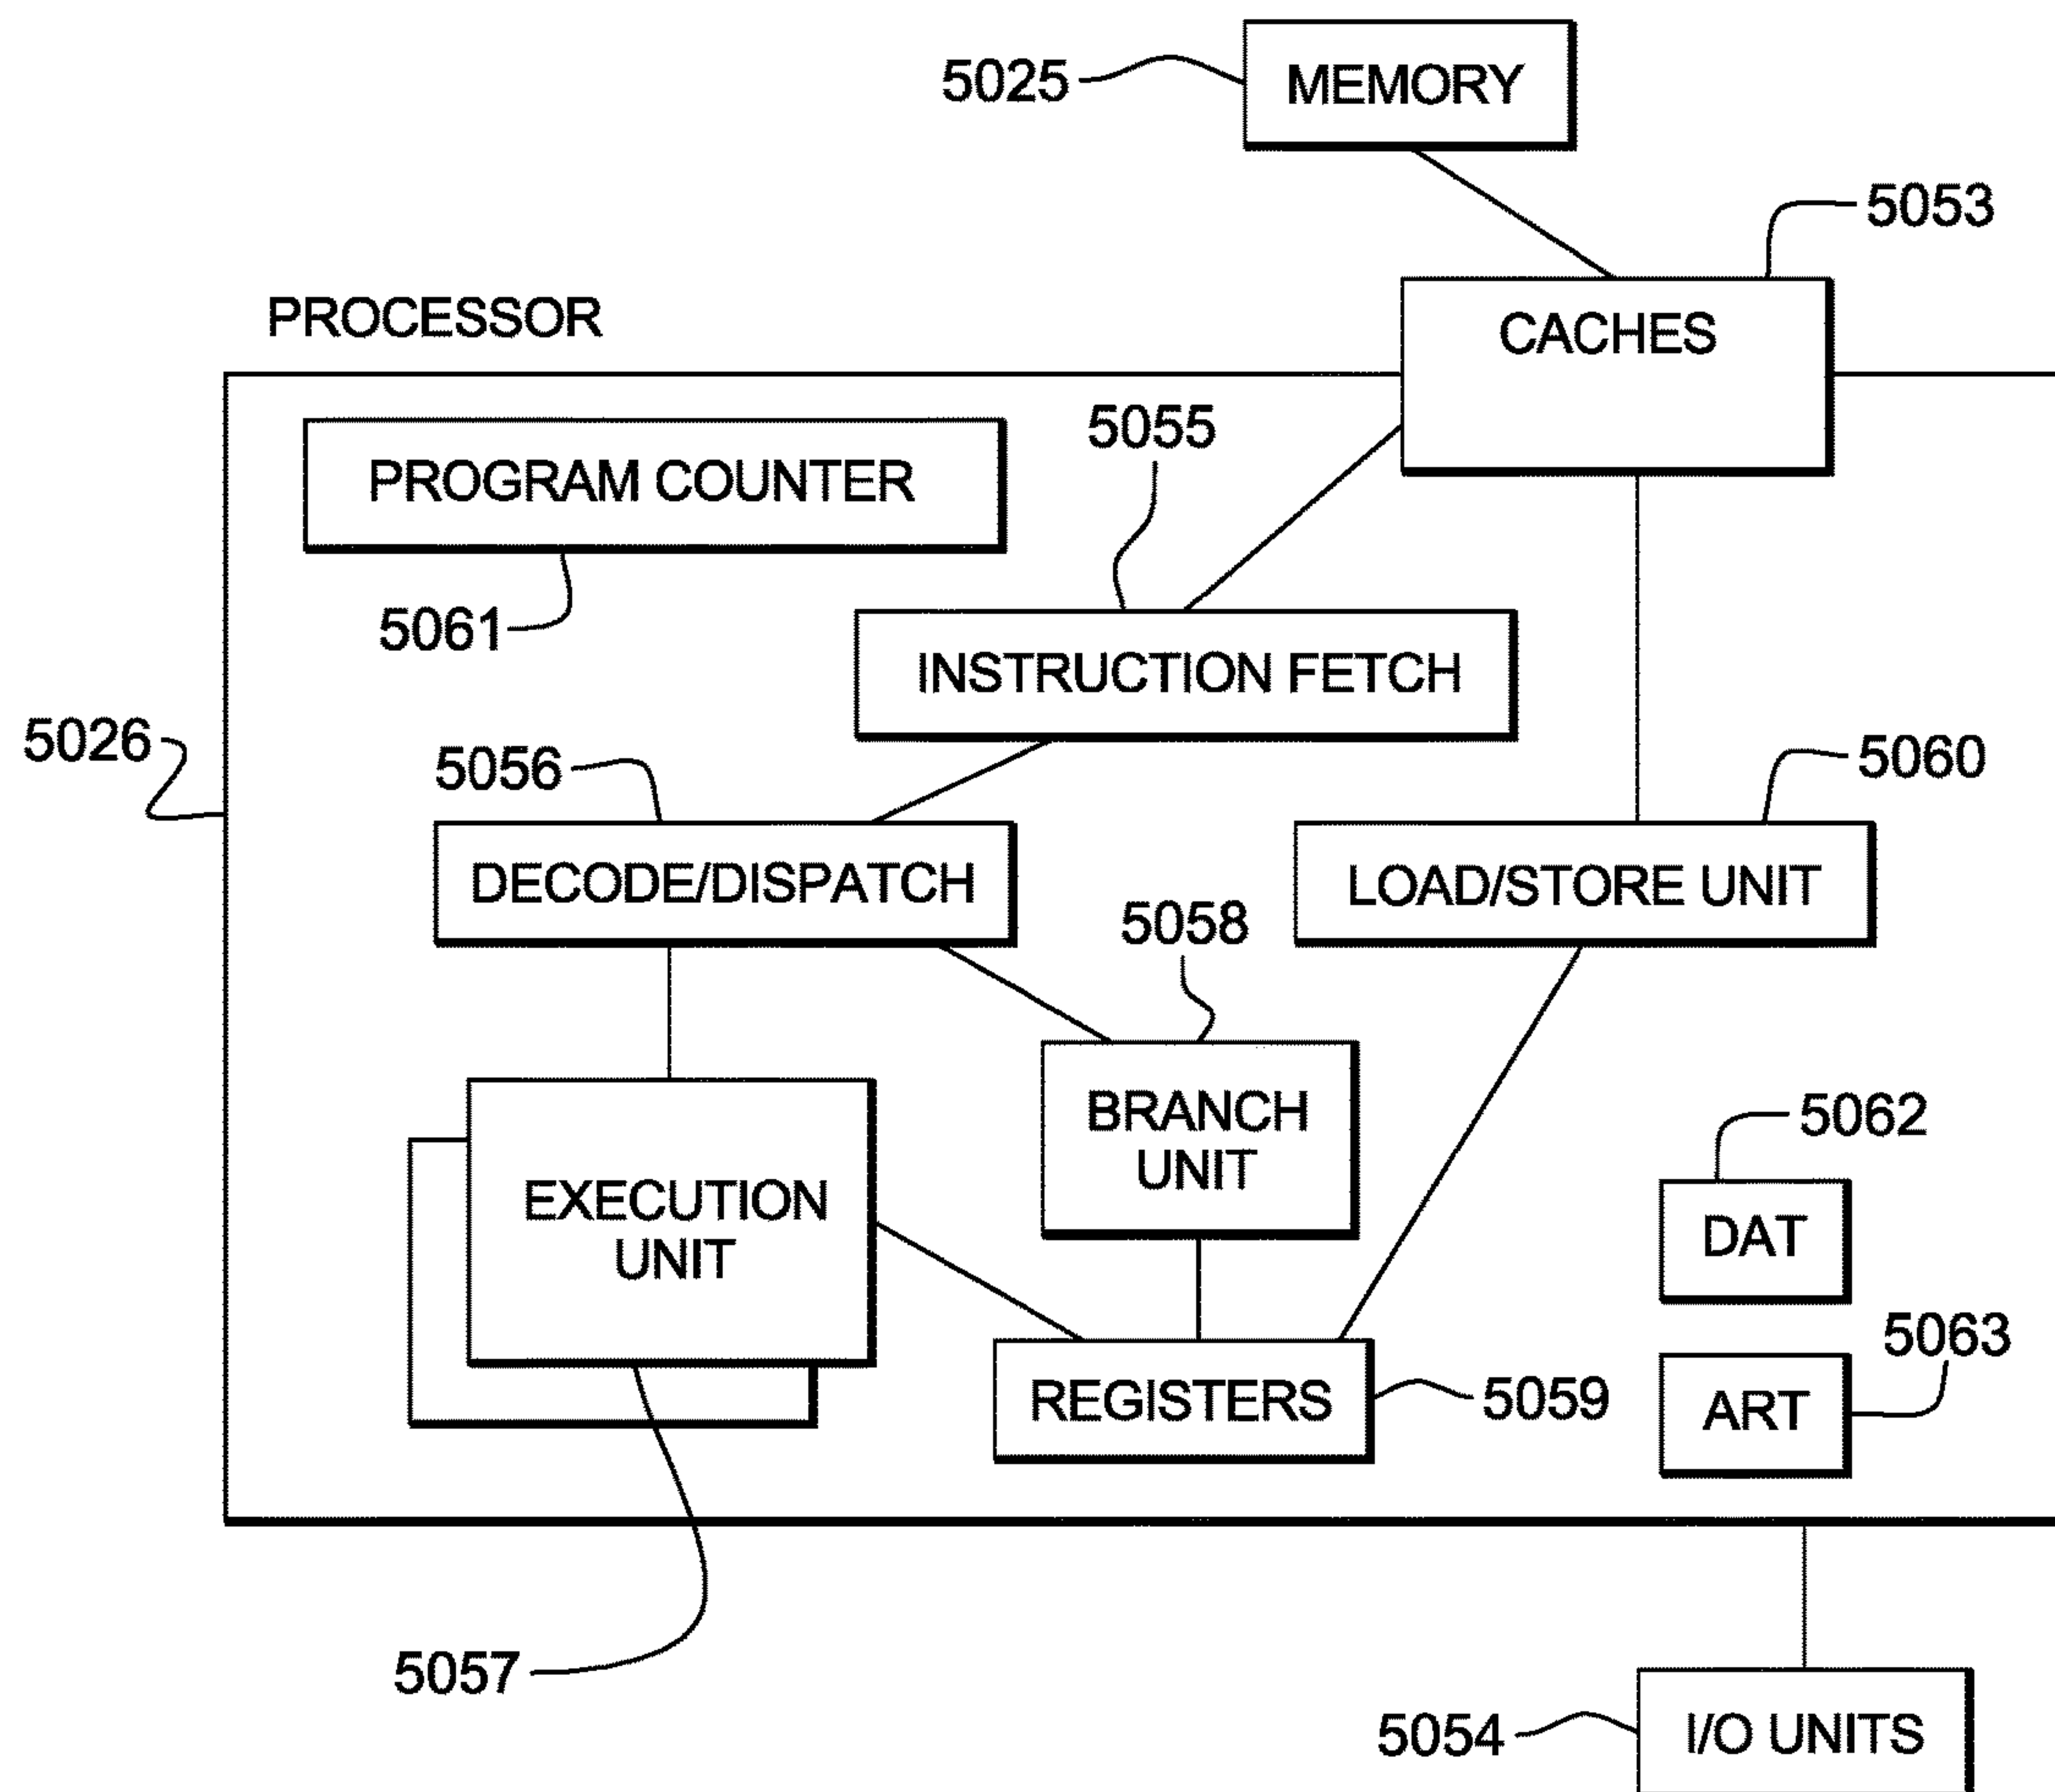 5025
MEMORY
5053
CACHES
PROCESSOR
5055
PROGRAM COUNTER
5061
INSTRUCTION FETCH
5026
5056
5060
DECODE/DISPATCH
LOAD/STORE UNIT
5058
BRANCH
UNIT
5062
EXECUTION
UNIT
DAT
5063
REGISTERS
5059
ART
5057
5054
I/O UNITS